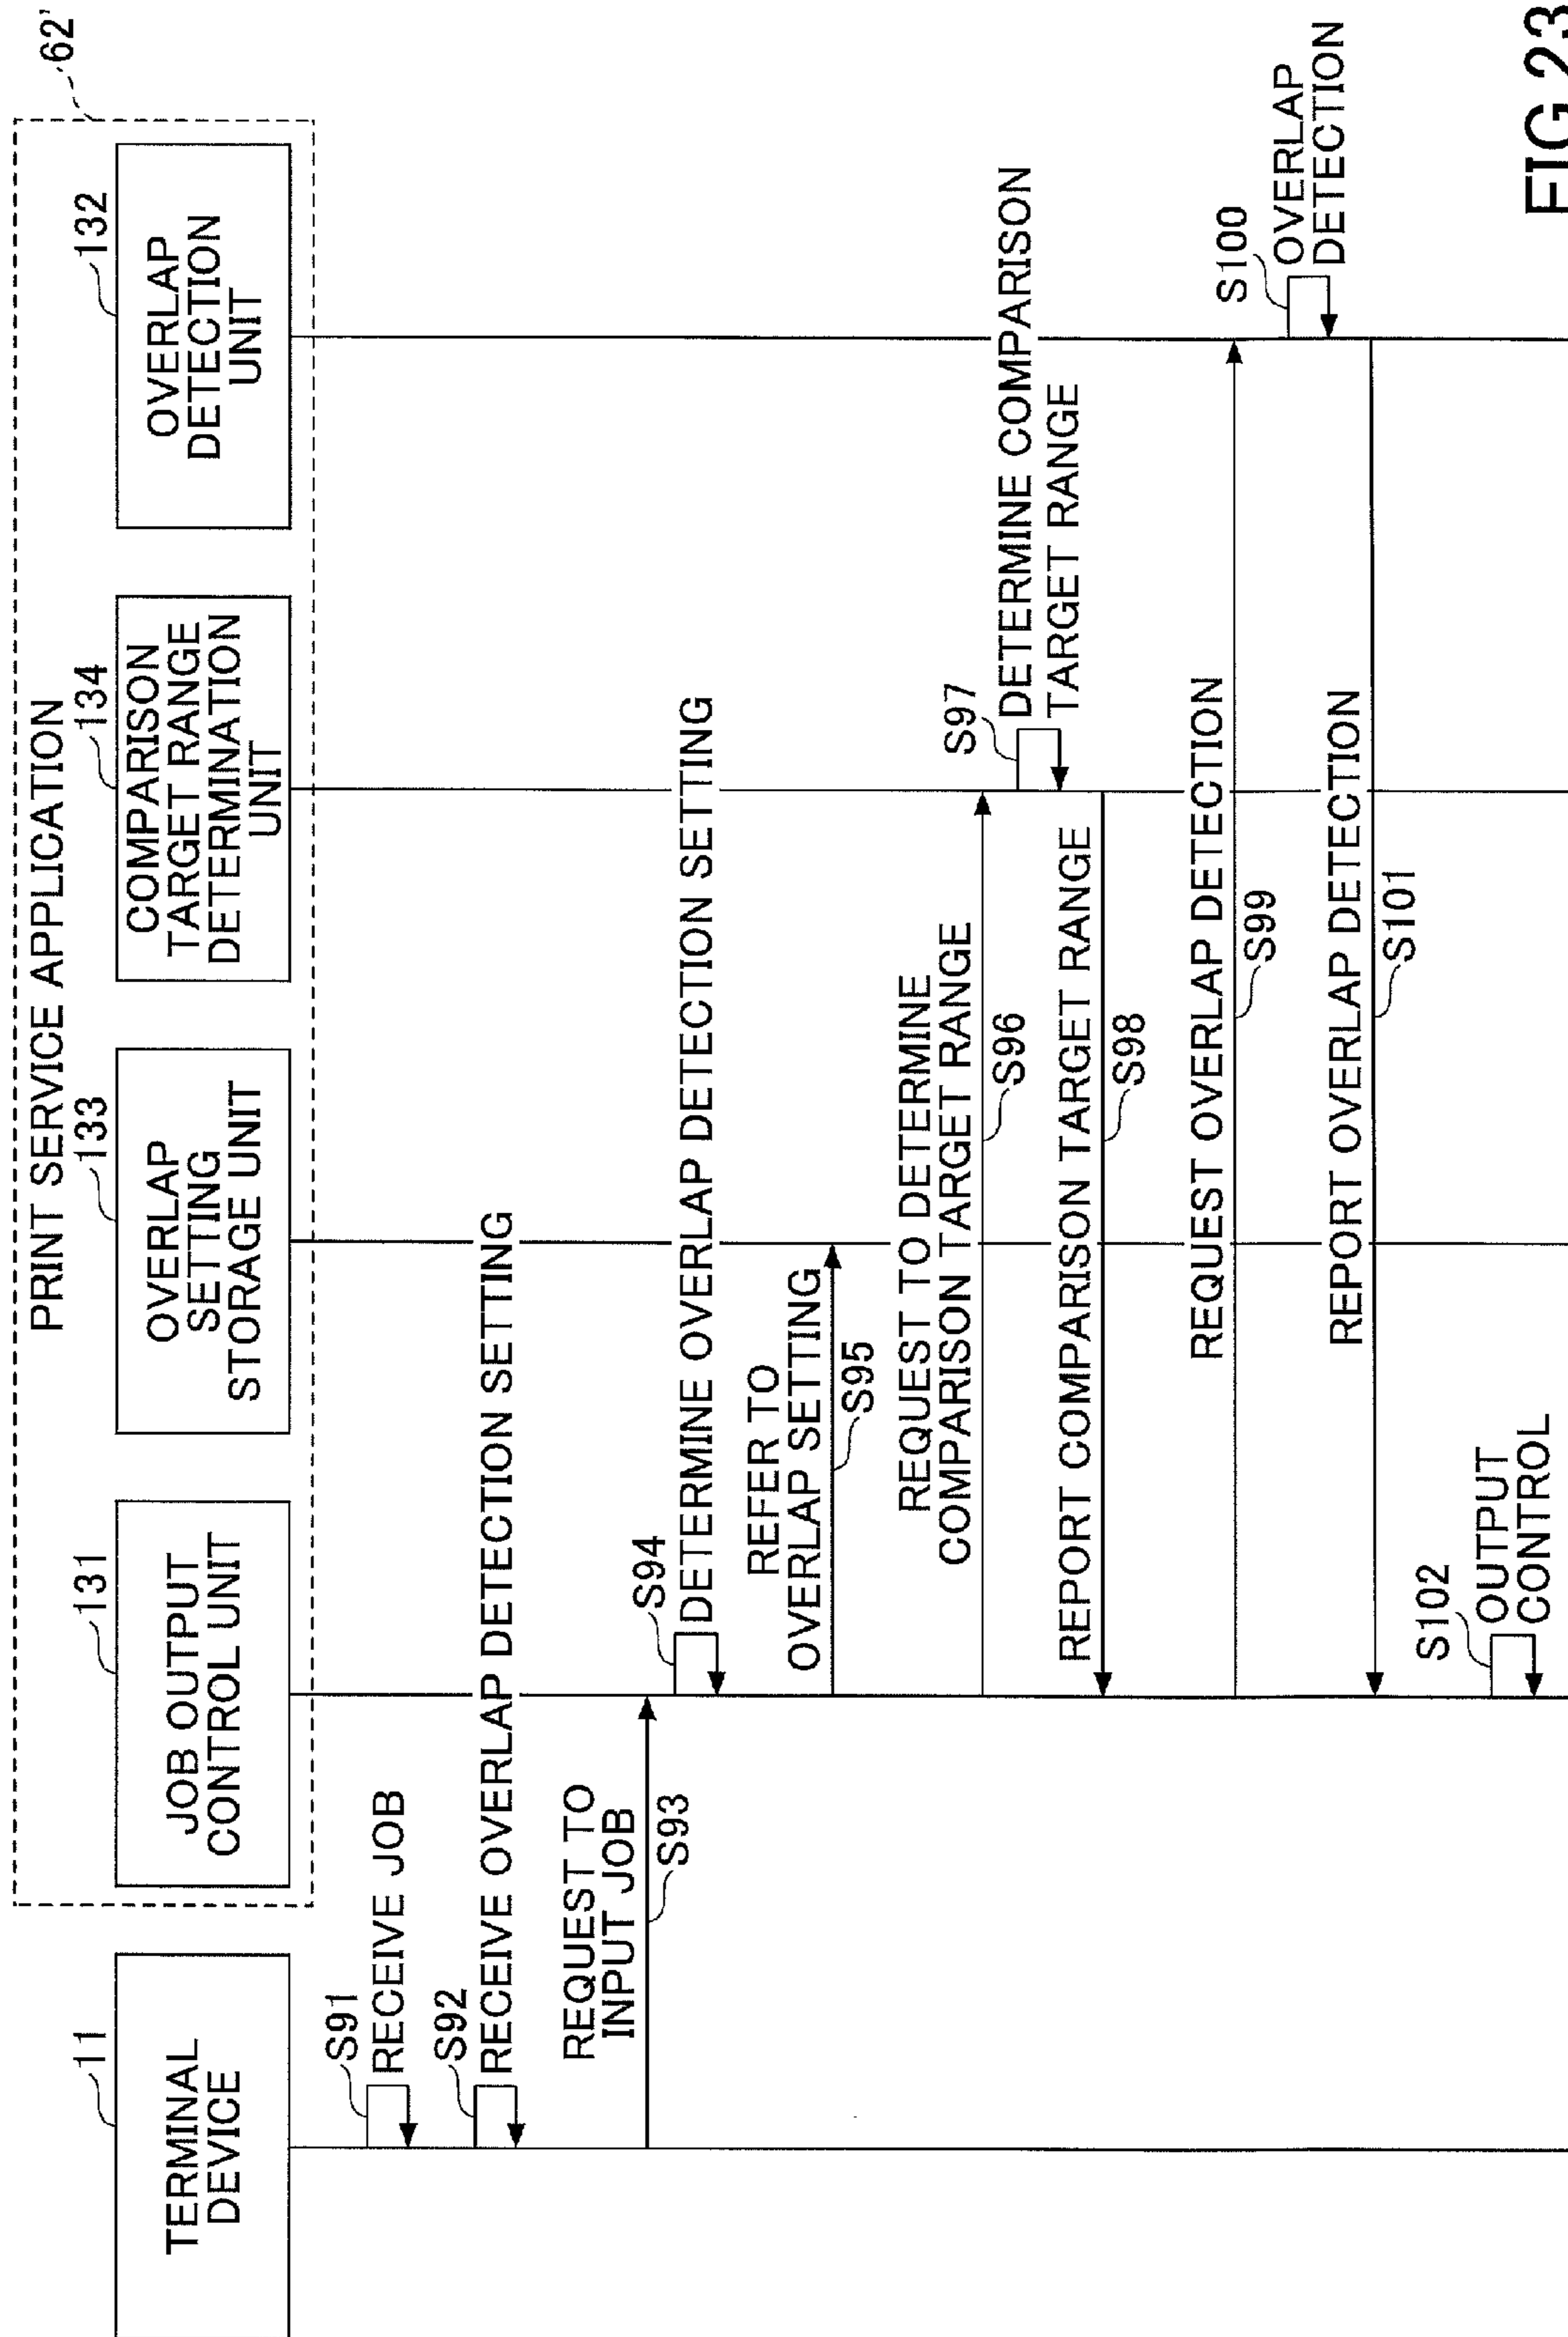 PRINT SERVICE APPLICATION
62'
11
TERMINAL
DEVICE
131
JOB OUTPUT
CONTROL UNIT
133
OVERLAP
SETTING
STORAGE UNIT
134
COMPARISON
TARGET RANGE
DETERMINATION
UNIT
132
OVERLAP
DETECTION
UNIT
S91
RECEIVE JOB
S92
RECEIVE OVERLAP DETECTION SETTING
REQUEST TO
INPUT JOB
S93
S94
DETERMINE OVERLAP DETECTION SETTING
REFER TO
OVERLAP SETTING
S95
REQUEST TO DETERMINE
COMPARISON TARGET RANGE
S96
S97
DETERMINE COMPARISON
TARGET RANGE
REPORT COMPARISON TARGET RANGE
S98
REQUEST OVERLAP DETECTION
S99
S100
OVERLAP
DETECTION
REPORT OVERLAP DETECTION
S101
S102
OUTPUT
CONTROL
FIG.23